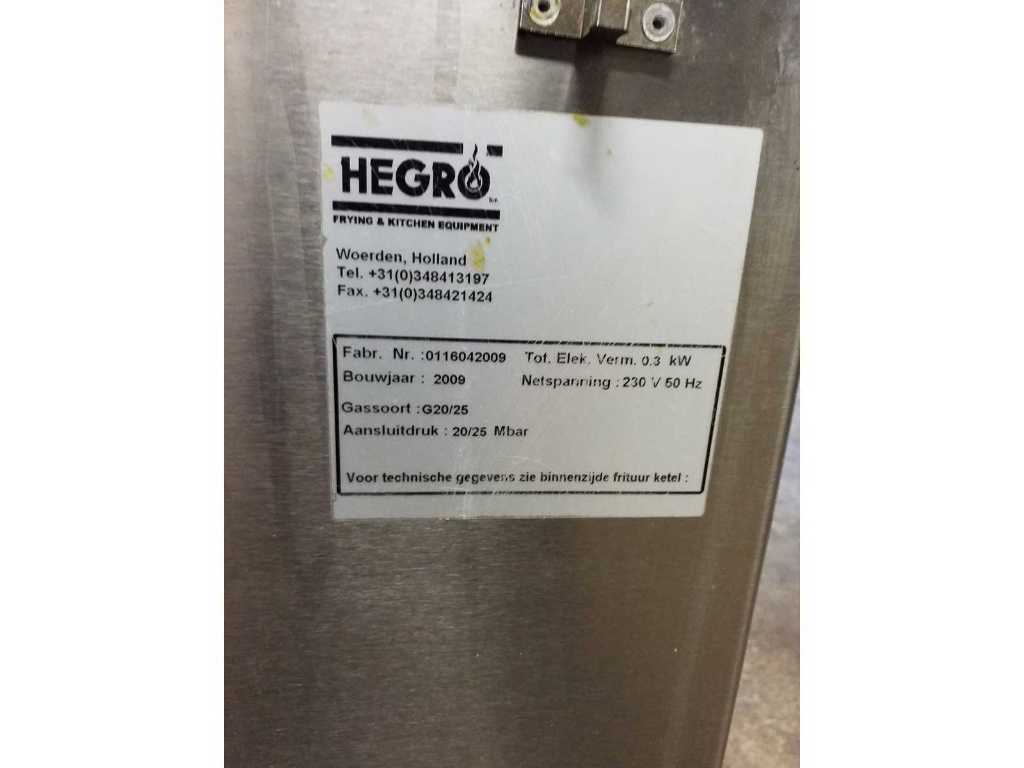 HEGRO b.v.
FRYING & KITCHEN EQUIPMENT
Woerden, Holland
Tel. +31(0)348413197
Fax. +31(0)348421424
Fabr. Nr. :0116042009 Tot. Elek. Verm. 0.3 kW
Bouwjaar : 2009 Netspanning : 230 V 50 Hz
Gassoort :G20/25
Aansluitdruk : 20/25 Mbar
Voor technische gegevens zie binnenzijde frituur ketel :